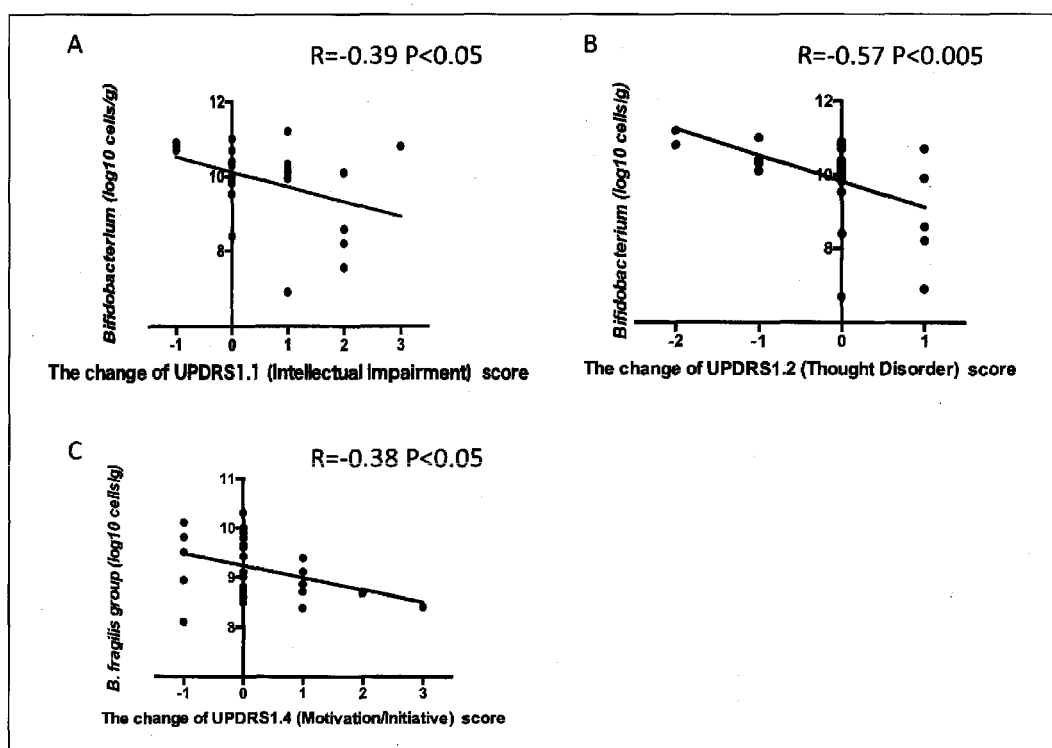 A
R=-0.39 P<0.05
Bifidobacterium (log10 cells/g)
12
10
8
-1 0 1 2 3
The change of UPDRS1.1 (Intellectual Impairment) score
B
R=-0.57 P<0.005
Bifidobacterium (log10 cells/g)
12
10
8
-2 -1 0 1
The change of UPDRS1.2 (Thought Disorder) score
C
R=-0.38 P<0.05
B. fragilis group (log10 cells/g)
11
10
9
8
-1 0 1 2 3
The change of UPDRS1.4 (Motivation/Initiative) score